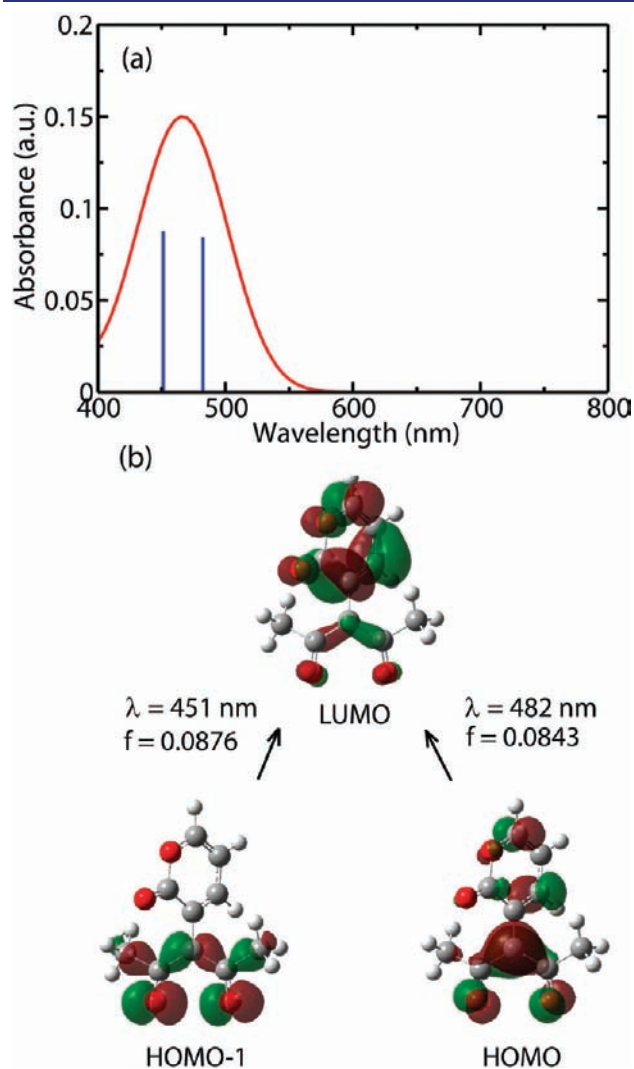 (a)
Absorbance (a.u.)
0.2
0.15
0.1
0.05
0
400 500 600 700 800
Wavelength (nm)
(b)
LUMO
λ = 451 nm
f = 0.0876
λ = 482 nm
f = 0.0843
HOMO-1
HOMO